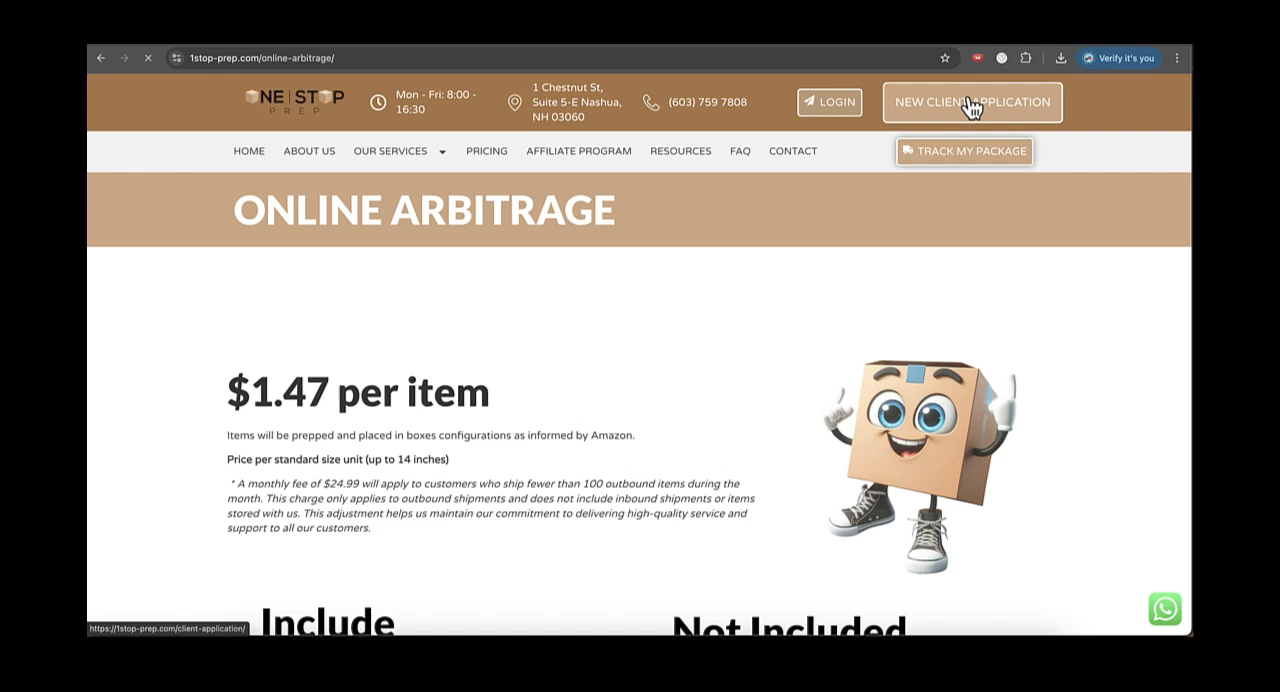 1stop-prep.com/online-arbitrage/
Verify it's you
ONE | STOP
PREP
Mon - Fri: 8:00 -
16:30
1 Chestnut St,
Suite 5-E Nashua,
NH 03060
(603) 759 7808
LOGIN
NEW CLIENT APPLICATION
HOME
ABOUT US
OUR SERVICES
PRICING
AFFILIATE PROGRAM
RESOURCES
FAQ
CONTACT
TRACK MY PACKAGE
ONLINE ARBITRAGE
$1.47 per item
Items will be prepped and placed in boxes configurations as informed by Amazon.
Price per standard size unit (up to 14 inches)
* A monthly fee of $24.99 will apply to customers who ship fewer than 100 outbound items during the
month. This charge only applies to outbound shipments and does not include inbound shipments or items
stored with us. This adjustment helps us maintain our commitment to delivering high-quality service and
support to all our customers.
Include
Not Included
https://1stop-prep.com/client-application/